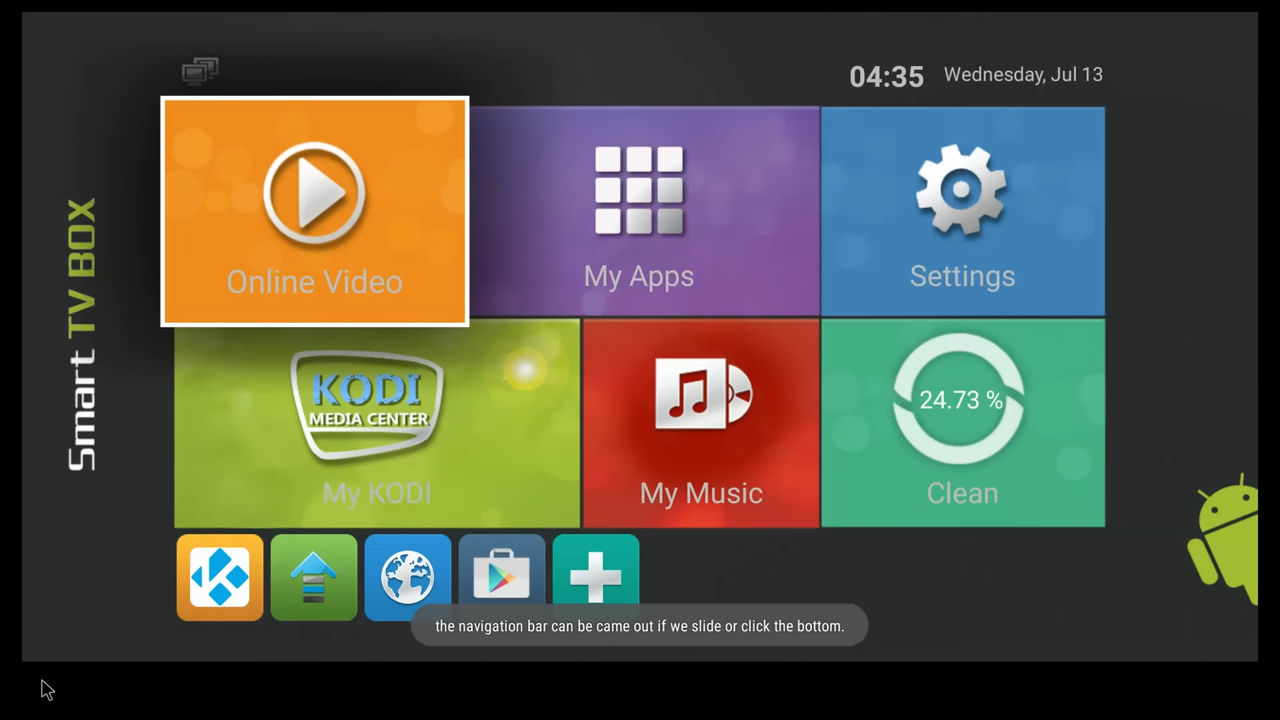 04:35 Wednesday, Jul 13
Smart TV BOX
Online Video
My Apps
Settings
KODI
MEDIA CENTER
My KODI
My Music
24.73 %
Clean
the navigation bar can be came out if we slide or click the bottom.